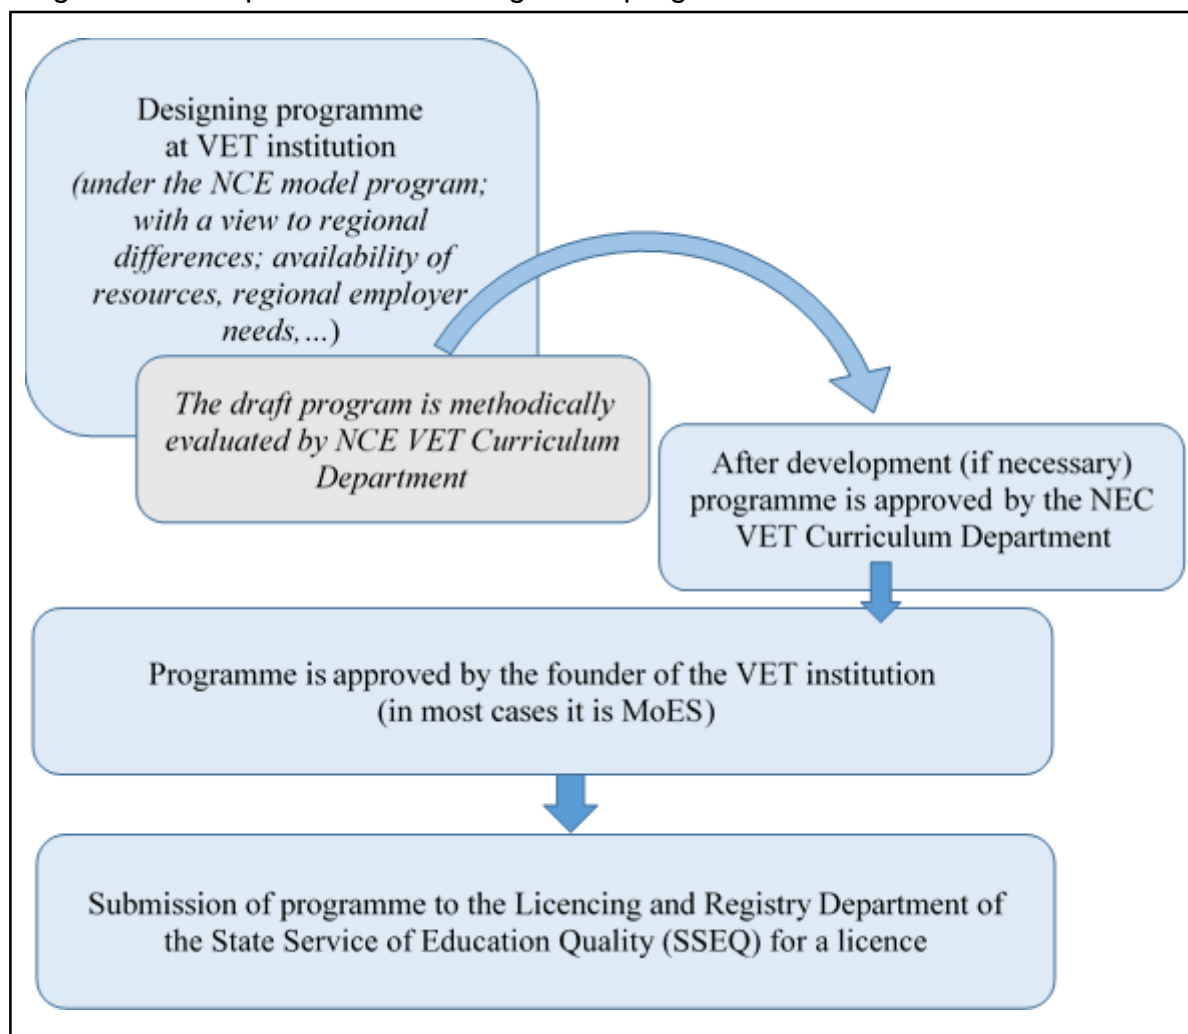 Designing programme
at VET institution
(under the NCE model program;
with a view to regional
differences; availability of
resources, regional employer
needs,...)
The draft program is methodically
evaluated by NCE VET Curriculum
Department
After development (if necessary)
programme is approved by the NEC
VET Curriculum Department
Programme is approved by the founder of the VET institution
(in most cases it is MoES)
Submission of programme to the Licencing and Registry Department of
the State Service of Education Quality (SSEQ) for a licence